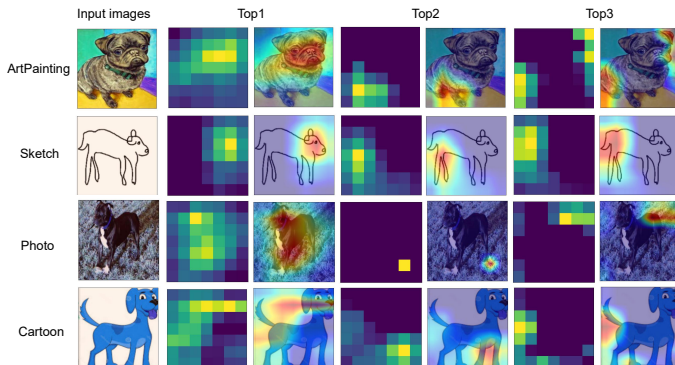 Input images Top1 Top2 Top3
ArtPainting
Sketch
Photo
Cartoon